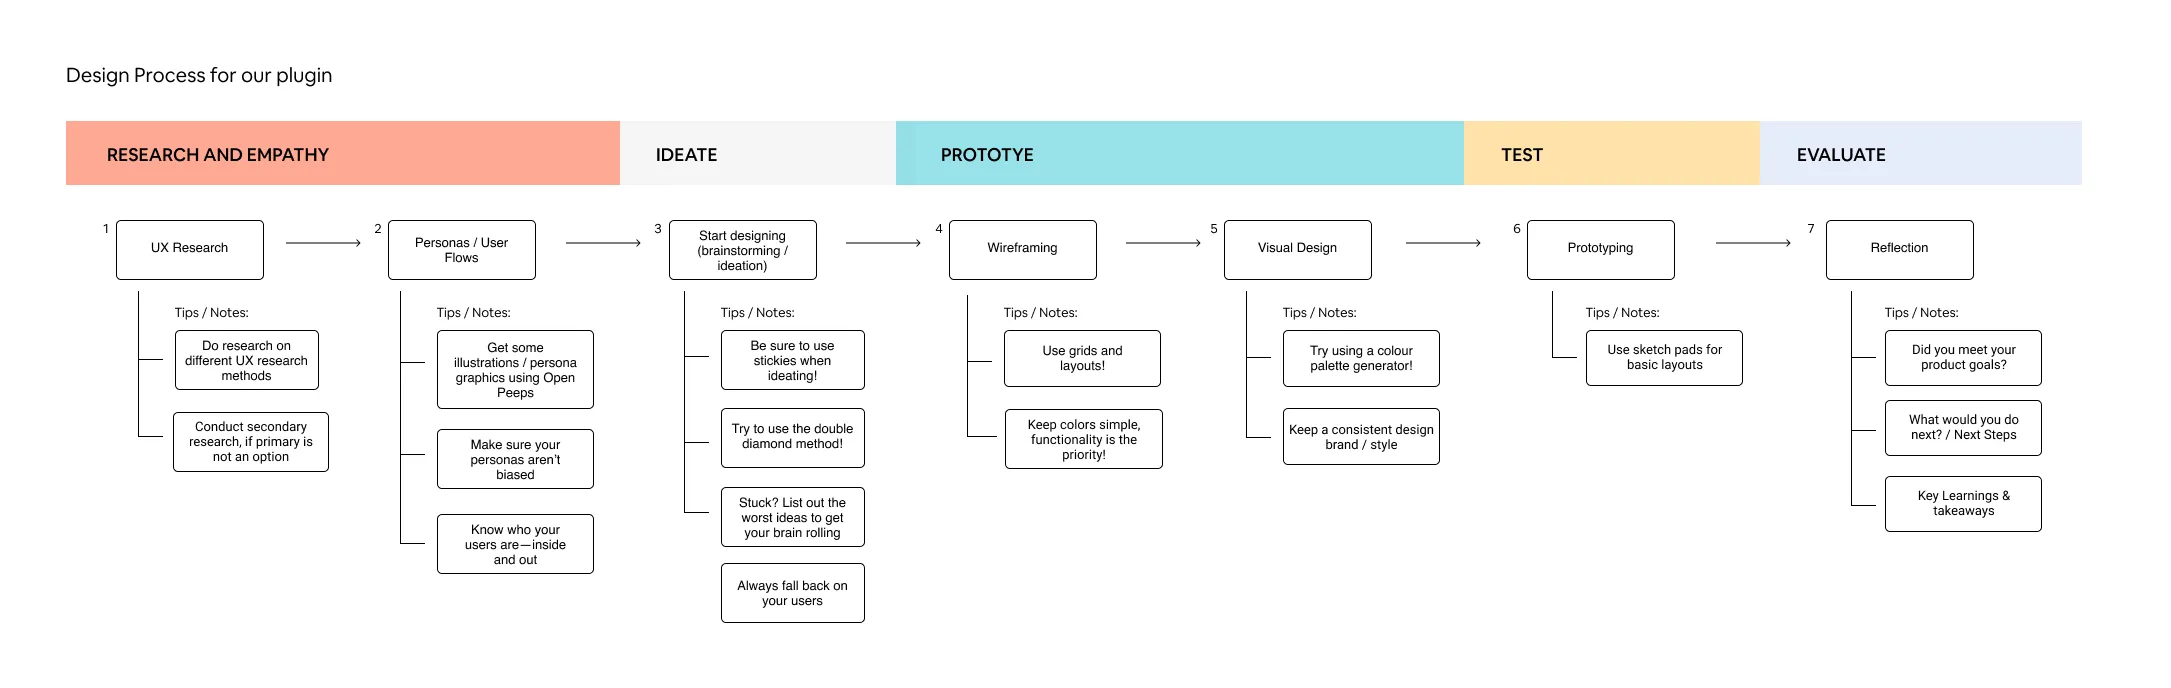 Design Process for our plugin
RESEARCH AND EMPATHY
IDEATE
PROTOTYE
TEST
EVALUATE
1
UX Research
2
Personas / User
Flows
3
Start designing
(brainstorming /
ideation)
4
Wireframing
5
Visual Design
6
Prototyping
7
Reflection
Tips / Notes:
Do research on
different UX research
methods
Conduct secondary
research, if primary is
not an option
Tips / Notes:
Get some
illustrations / persona
graphics using Open
Peeps
Make sure your
personas aren’t
biased
Know who your
users are—inside
and out
Tips / Notes:
Be sure to use
stickies when
ideating!
Try to use the double
diamond method!
Stuck? List out the
worst ideas to get
your brain rolling
Always fall back on
your users
Tips / Notes:
Use grids and
layouts!
Keep colors simple,
functionality is the
priority!
Tips / Notes:
Try using a colour
palette generator!
Keep a consistent design
brand / style
Tips / Notes:
Use sketch pads for
basic layouts
Tips / Notes:
Did you meet your
product goals?
What would you do
next? / Next Steps
Key Learnings &
takeaways